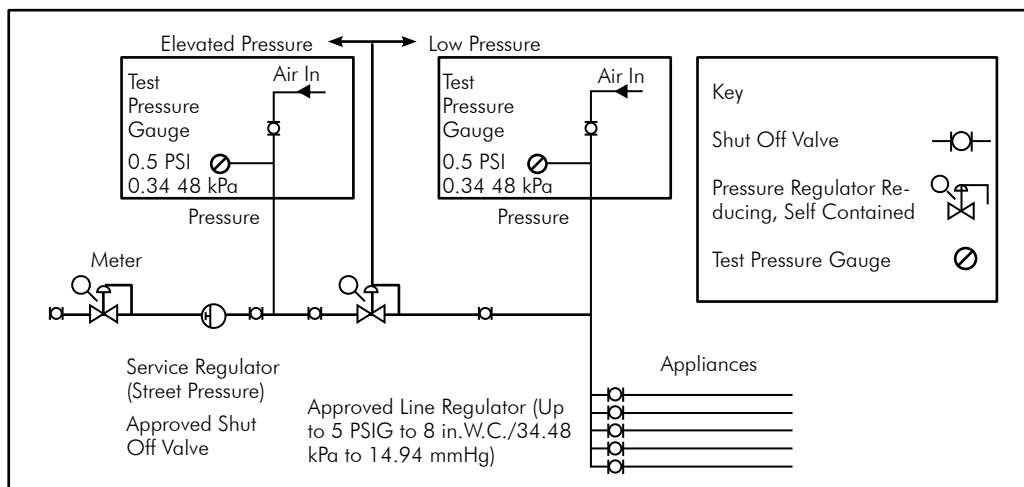 Elevated Pressure
Low Pressure
Test
Pressure
Gauge
Air In
0.5 PSI
0.34 48 kPa
Pressure
Test
Pressure
Gauge
Air In
0.5 PSI
0.34 48 kPa
Pressure
Key
Shut Off Valve
Pressure Regulator Re-
ducing, Self Contained
Test Pressure Gauge
Meter
Service Regulator
(Street Pressure)
Approved Shut
Off Valve
Approved Line Regulator (Up
to 5 PSIG to 8 in.W.C./34.48
kPa to 14.94 mmHg)
Appliances